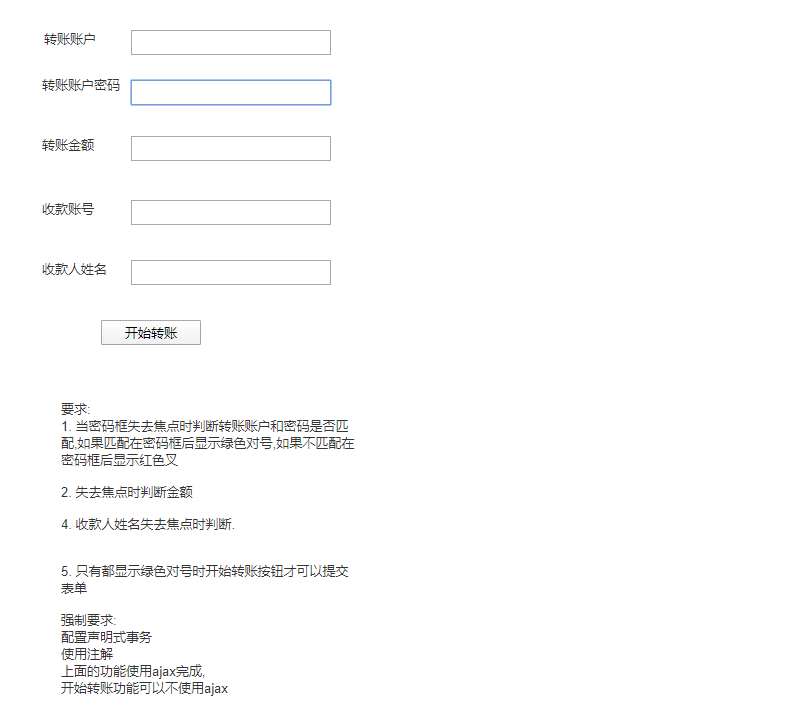 转账账户
转账账户密码
转账金额
收款账号
收款人姓名
开始转账
要求:
1. 当密码框失去焦点时判断转账账户和密码是否匹
配,如果匹配在密码框后显示绿色对号,如果不匹配在
密码框后显示红色叉
2. 失去焦点时判断金额
4. 收款人姓名失去焦点时判断.
5. 只有都显示绿色对号时开始转账按钮才可以提交
表单
强制要求:
配置声明式事务
使用注解
上面的功能使用ajax完成,
开始转账功能可以不使用ajax